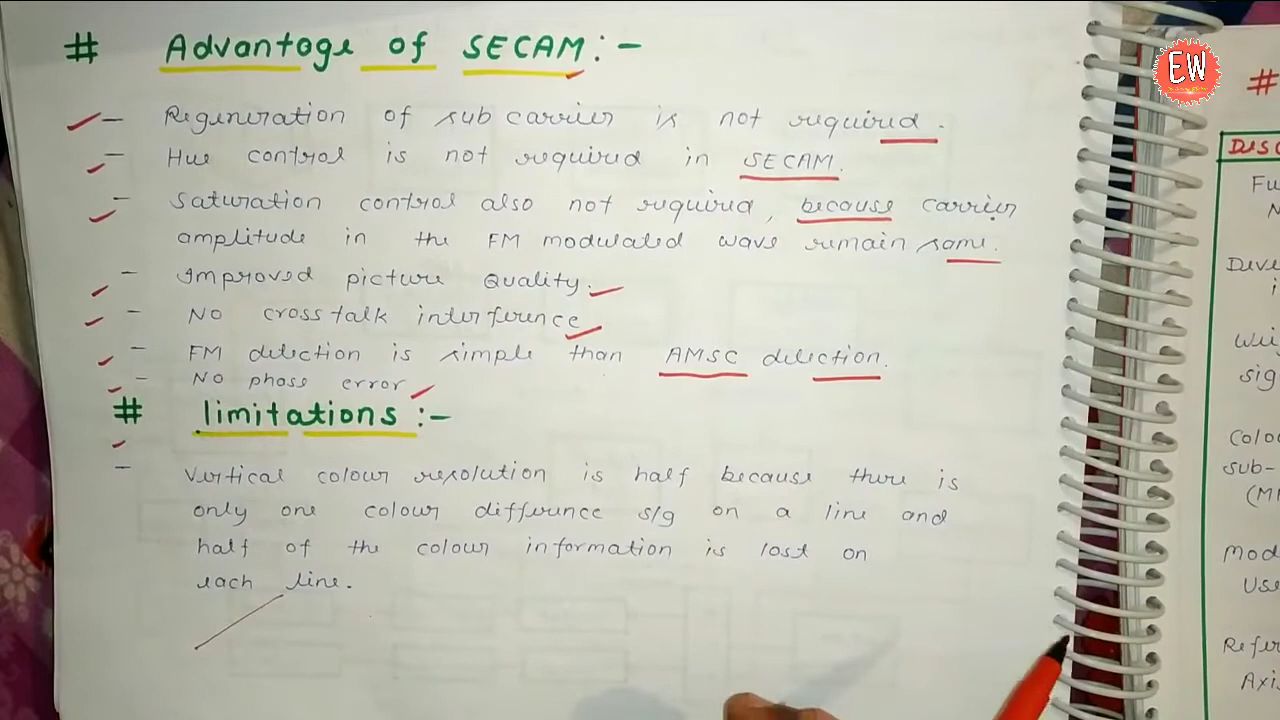 # Advantage of SECAM:-
– Regeneration of sub carrier is not required.
– Hue control is not required in SECAM.
– Saturation control also not required, because carrier
amplitude in the FM modulated wave remain same.
– Improved picture Quality.
– No cross talk interference
– FM detection is simple than AMSC detection.
– No phase error
# limitations :-
– Vertical colour resolution is half because there is
only one colour difference s/g on a line and
half of the colour information is lost on
each line.
EW
#
DISC
Fu
N
Deve
i
sig
Colo
sub-
(M
Mod
Use
Refer
Axi